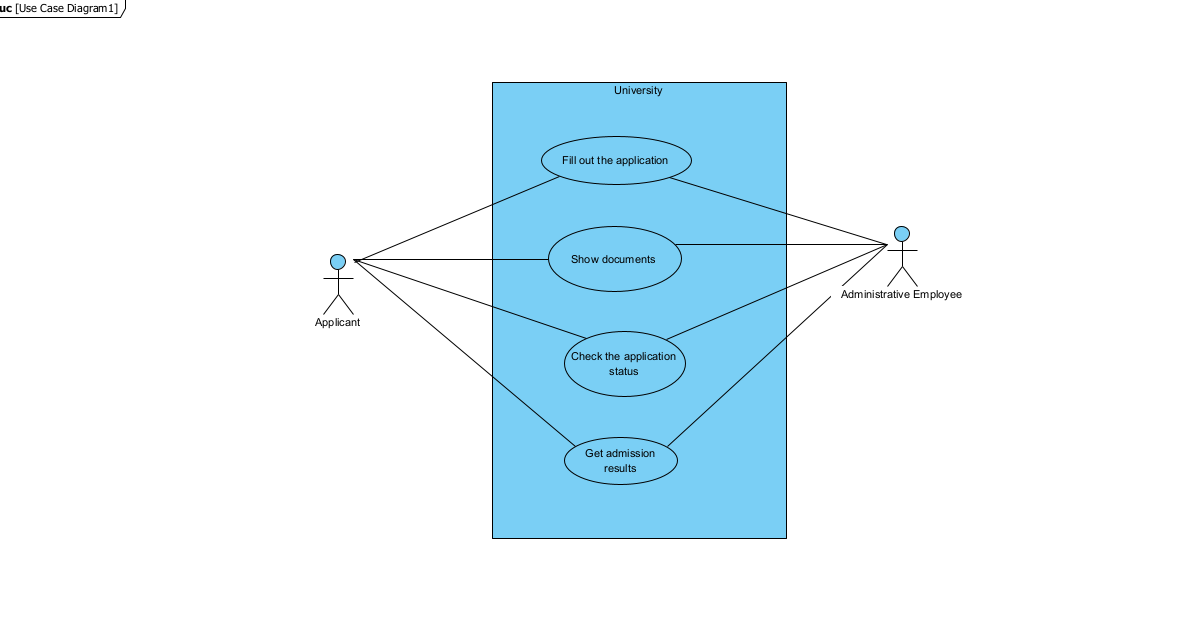 uc [Use Case Diagram1]
University
Fill out the application
Show documents
Administrative Employee
Applicant
Check the application
status
Get admission
results